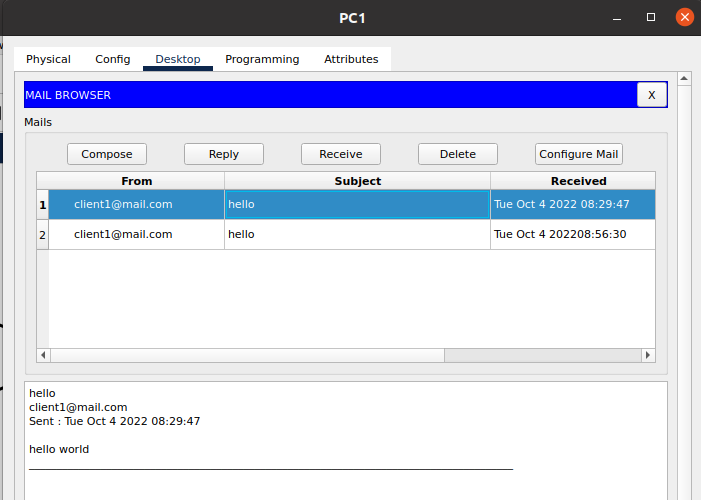 PC1
Physical Config Desktop Programming Attributes
MAIL BROWSER X
Mails
Compose Reply Receive Delete Configure Mail
From Subject Received
1 client1@mail.com hello Tue Oct 4 2022 08:29:47
2 client1@mail.com hello Tue Oct 4 202208:56:30
hello
client1@mail.com
Sent : Tue Oct 4 2022 08:29:47
hello world